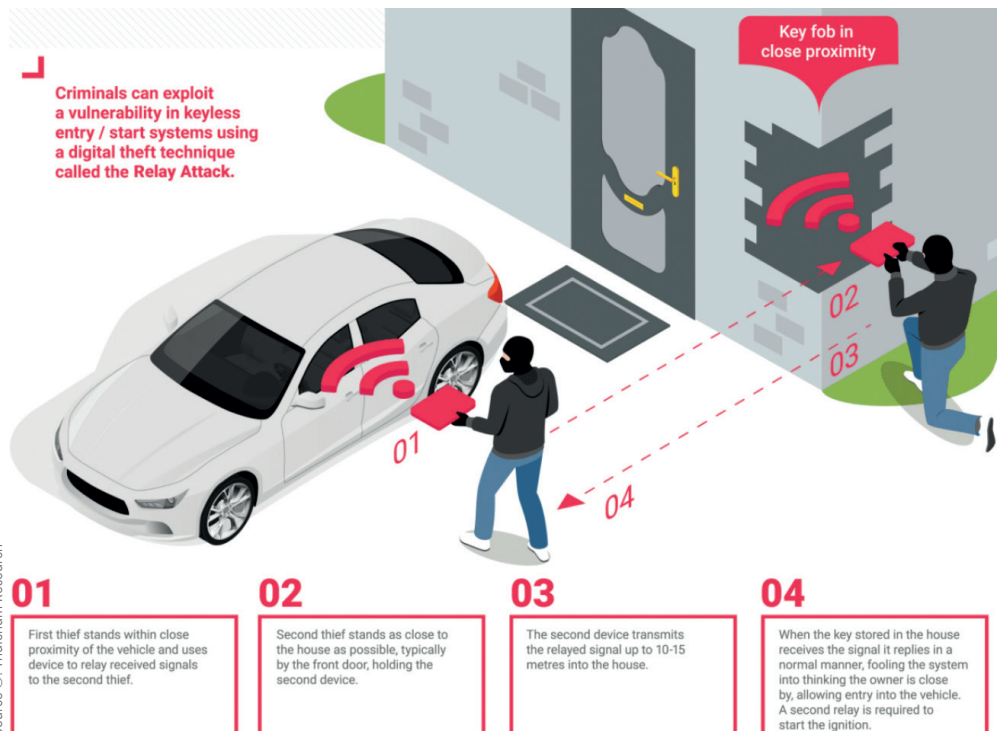 Criminals can exploit
a vulnerability in keyless
entry / start systems using
a digital theft technique
called the Relay Attack.
Key fob in
close proximity
01
02
03
04
01
First thief stands within close
proximity of the vehicle and uses
device to relay received signals
to the second thief.
02
Second thief stands as close to
the house as possible, typically
by the front door, holding the
second device.
03
The second device transmits
the relayed signal up to 10-15
metres into the house.
04
When the key stored in the house
receives the signal it replies in a
normal manner, fooling the system
into thinking the owner is close
by, allowing entry into the vehicle.
A second relay is required to
start the ignition.